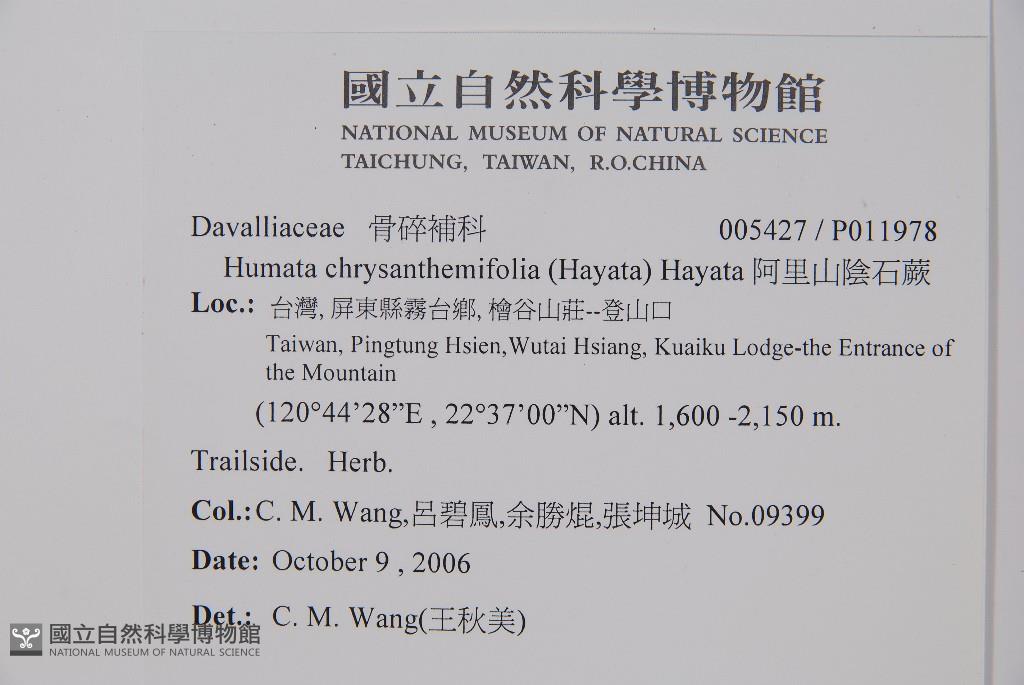 國立自然科學博物館
NATIONAL MUSEUM OF NATURAL SCIENCE
TAICHUNG, TAIWAN, R.O.CHINA
Davalliaceae 骨碎補科 005427 / P011978
Humata chrysanthemifolia (Hayata) Hayata 阿里山陰石蕨
Loc.: 台灣, 屏東縣霧台鄉, 檜谷山莊--登山口
Taiwan, Pingtung Hsien,Wutai Hsiang, Kuaiku Lodge-the Entrance of
the Mountain
(120°44’28”E , 22°37’00”N) alt. 1,600 -2,150 m.
Trailside. Herb.
Col.: C. M. Wang,呂碧鳳,余勝焜,張坤城 No.09399
Date: October 9 , 2006
Det.: C. M. Wang(王秋美)
國立自然科學博物館
NATIONAL MUSEUM OF NATURAL SCIENCE